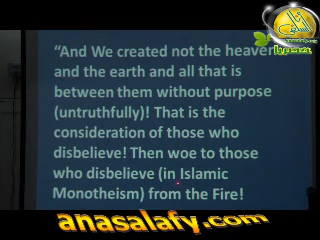 “And We created not the heaven
and the earth and all that is
between them without purpose
(untruthfully)! That is the
consideration of those who
disbelieve! Then woe to those
who disbelieve (in Islamic
Monotheism) from the Fire!
anasalafy.com